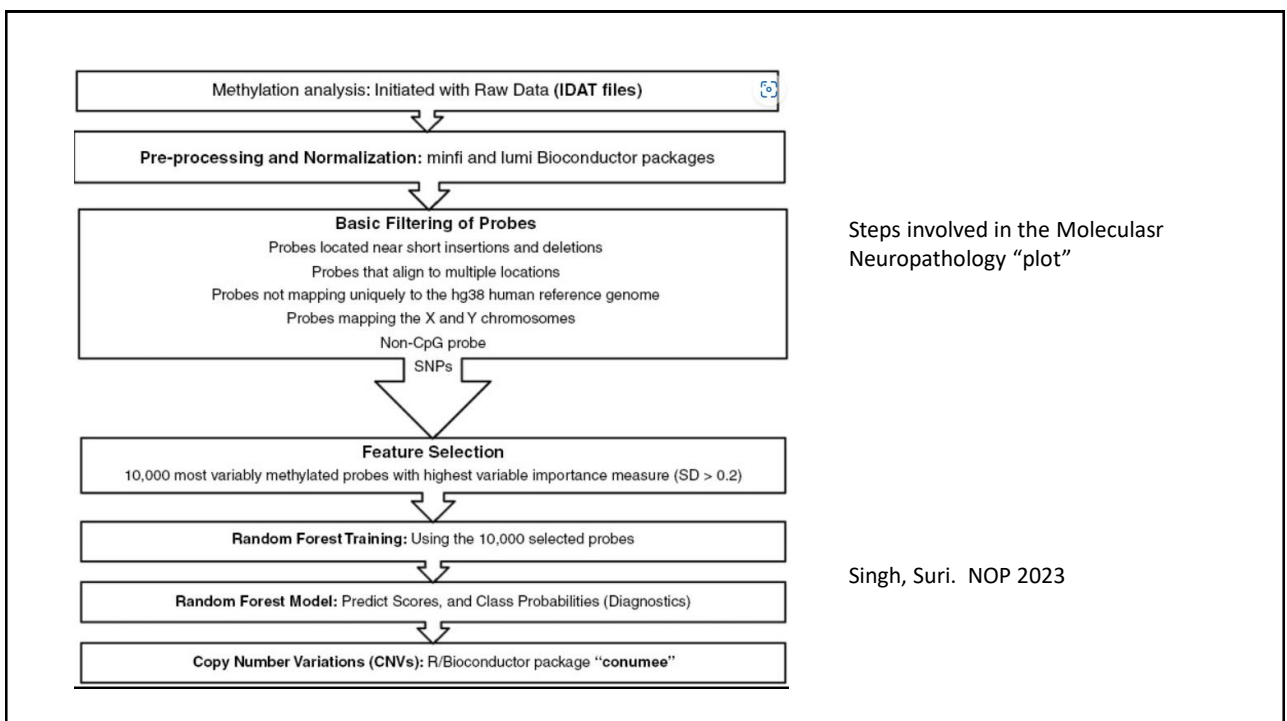 Methylation analysis: Initiated with Raw Data (IDAT files)
Pre-processing and Normalization: minfi and lumi Bioconductor packages
Basic Filtering of Probes
Probes located near short insertions and deletions
Probes that align to multiple locations
Probes not mapping uniquely to the hg38 human reference genome
Probes mapping the X and Y chromosomes
Non-CpG probe
SNPs
Feature Selection
10,000 most variably methylated probes with highest variable importance measure (SD > 0.2)
Random Forest Training: Using the 10,000 selected probes
Random Forest Model: Predict Scores, and Class Probabilities (Diagnostics)
Copy Number Variations (CNVs): R/Bioconductor package “conumee”
Steps involved in the Moleculasr
Neuropathology “plot”
Singh, Suri.  NOP 2023